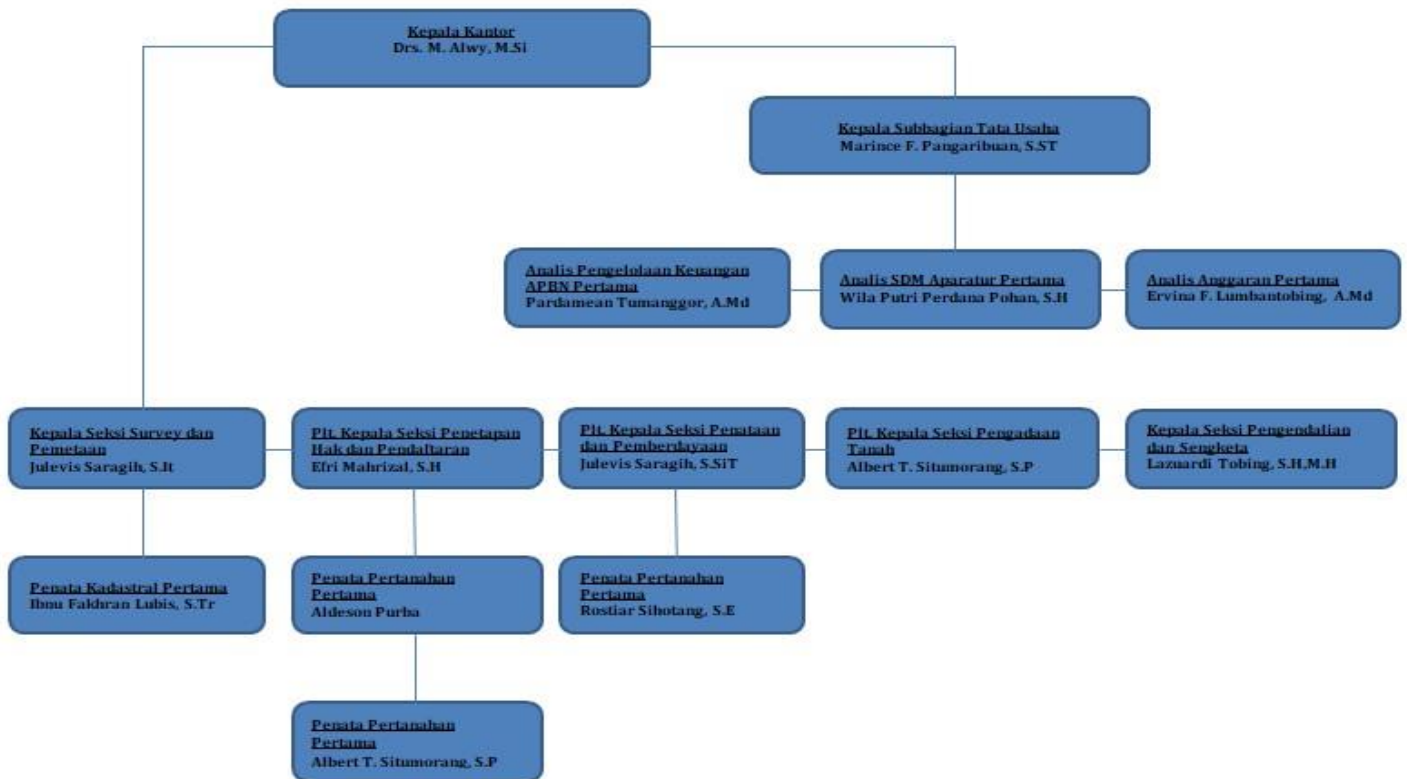 Kepala Kantor
Drs. M. Alwy, M.Si
Kepala Subbagian Tata Usaha
Marince F. Pangaribuan, S.ST
Analis Pengelolaan Keuangan
APBN Pertama
Pardamean Tumanggor, A.Md
Analis SDM Aparatur Pertama
Wila Putri Perdana Pohan, S.H
Analis Anggaran Pertama
Ervina F. Lumbantobing, A.Md
Kepala Seksi Survey dan
Pemetaan
Julevis Saragih, S.It
Plt. Kepala Seksi Penetapan
Hak dan Pendaftaran
Efri Mahrizal, S.H
Plt. Kepala Seksi Penataan
dan Pemberdayaan
Julevis Saragih, S.SiT
Plt. Kepala Seksi Pengadaan
Tanah
Albert T. Situmorang, S.P
Kepala Seksi Pengendalian
dan Sengketa
Lazuardi Tobing, S.H,M.H
Penata Kadastral Pertama
Ibnu Fakhran Lubis, S.Tr
Penata Pertanahan
Pertama
Aldeson Purba
Penata Pertanahan
Pertama
Rostiar Sihotang, S.E
Penata Pertanahan
Pertama
Albert T. Situmorang, S.P